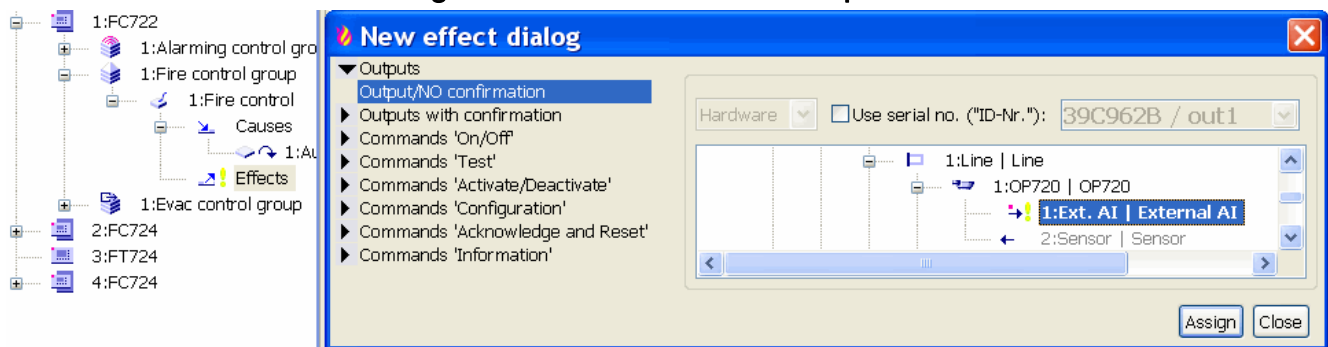 1:FC722
1:Alarming control gro
1:Fire control group
1:Fire control
Causes
1:Au
Effects
1:Evac control group
2:FC724
3:FT724
4:FC724
New effect dialog
Outputs
Output/NO confirmation
Outputs with confirmation
Commands 'On/Off'
Commands 'Test'
Commands 'Activate/Deactivate'
Commands 'Configuration'
Commands 'Acknowledge and Reset'
Commands 'Information'
Hardware Use serial no. ("ID-Nr."): 39C962B / out1
1:Line | Line
1:OP720 | OP720
1:Ext. AI | External AI
2:Sensor | Sensor
Assign Close